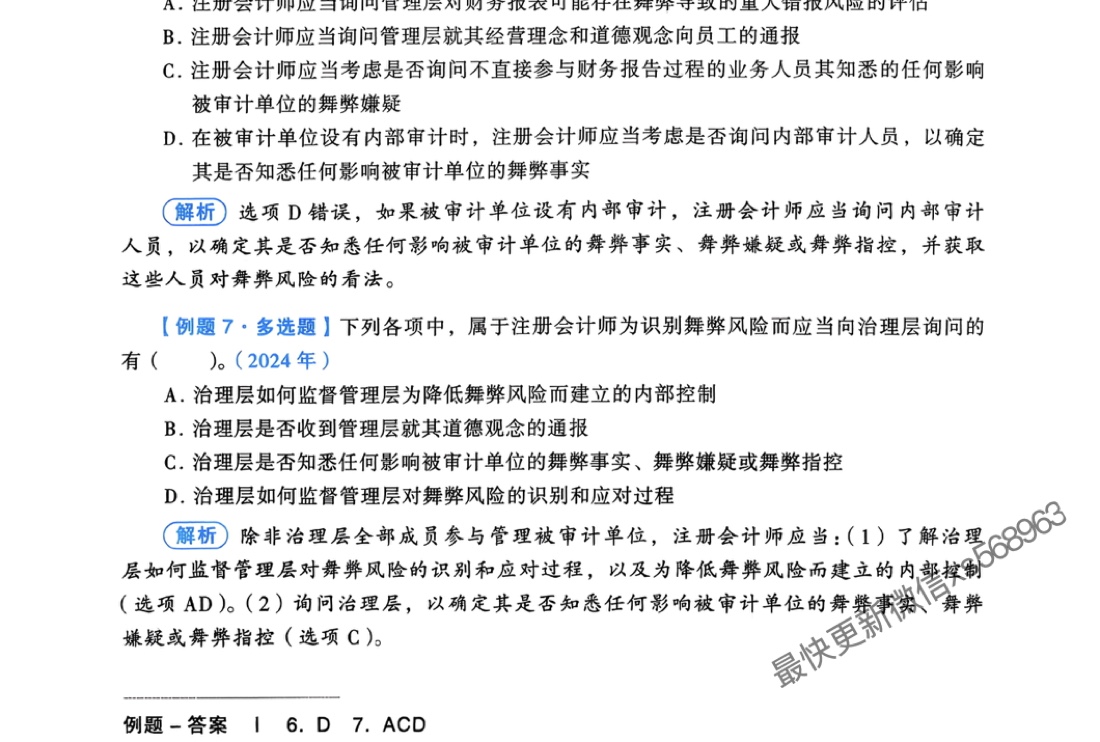 A. 注册会计师应当询问管理层对财务报表可能存在舞弊导致的重大错报风险的评估
B. 注册会计师应当询问管理层就其经营理念和道德观念向员工的通报
C. 注册会计师应当考虑是否询问不直接参与财务报告过程的业务人员其知悉的任何影响
被审计单位的舞弊嫌疑
D. 在被审计单位设有内部审计时，注册会计师应当考虑是否询问内部审计人员，以确定
其是否知悉任何影响被审计单位的舞弊事实
解析 选项 D 错误，如果被审计单位设有内部审计，注册会计师应当询问内部审计
人员，以确定其是否知悉任何影响被审计单位的舞弊事实、舞弊嫌疑或舞弊指控，并获取
这些人员对舞弊风险的看法。
【例题 7·多选题】下列各项中，属于注册会计师为识别舞弊风险而应当向治理层询问的
有（　　）。（2024 年）
A. 治理层如何监督管理层为降低舞弊风险而建立的内部控制
B. 治理层是否收到管理层就其道德观念的通报
C. 治理层是否知悉任何影响被审计单位的舞弊事实、舞弊嫌疑或舞弊指控
D. 治理层如何监督管理层对舞弊风险的识别和应对过程
解析 除非治理层全部成员参与管理被审计单位，注册会计师应当：（1）了解治理
层如何监督管理层对舞弊风险的识别和应对过程，以及为降低舞弊风险而建立的内部控制
（选项 AD）。（2）询问治理层，以确定其是否知悉任何影响被审计单位的舞弊事实、舞弊
嫌疑或舞弊指控（选项 C）。
最快更新微信xa568963
例题－答案 | 6. D 7. ACD